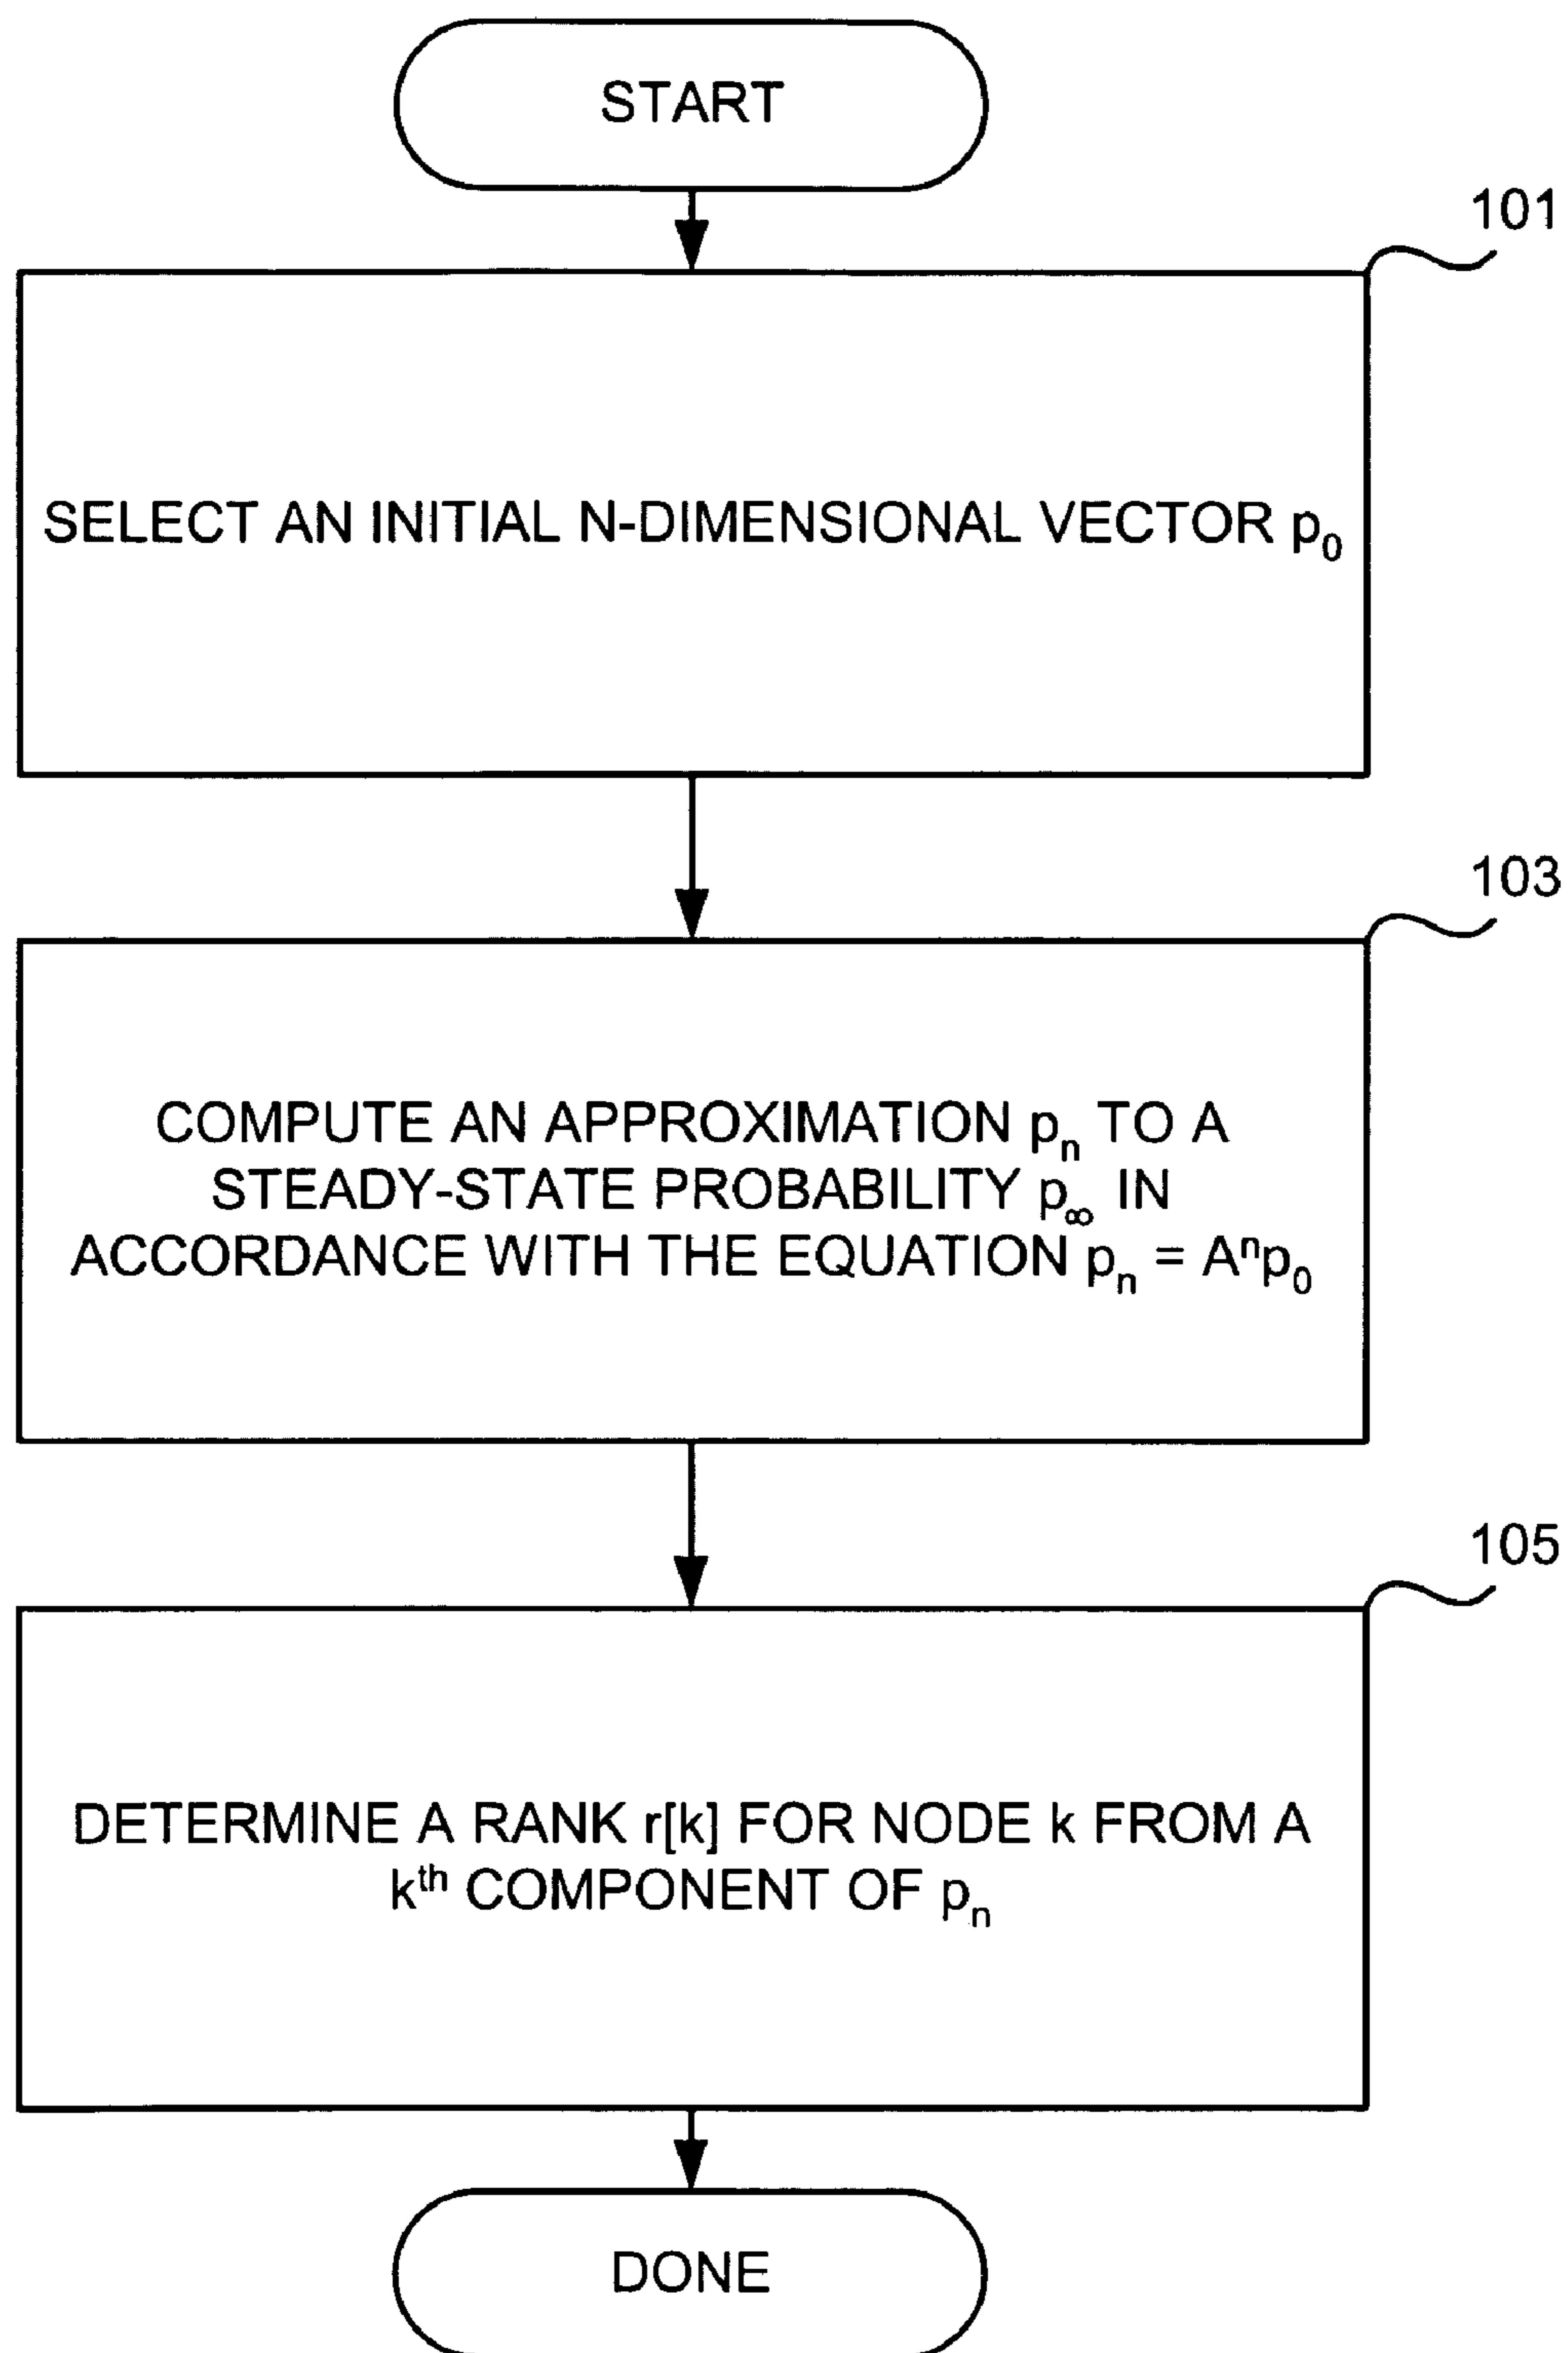 START
101
SELECT AN INITIAL N-DIMENSIONAL VECTOR p₀
103
COMPUTE AN APPROXIMATION pₙ TO A
STEADY-STATE PROBABILITY p∞ IN
ACCORDANCE WITH THE EQUATION pₙ = Aⁿp₀
105
DETERMINE A RANK r[k] FOR NODE k FROM A
kᵗʰ COMPONENT OF pₙ
DONE